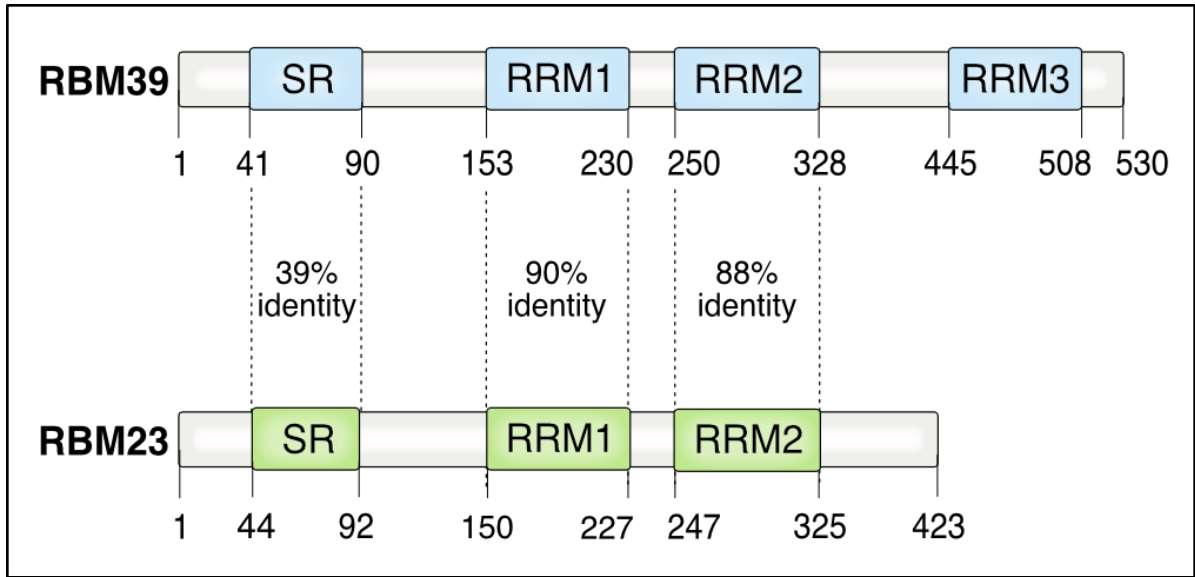 RBM39 SR RRM1 RRM2 RRM3
1 41 90 153 230 250 328 445 508 530
39% 90% 88%
identity identity identity
RBM23 SR RRM1 RRM2
1 44 92 150 227 247 325 423